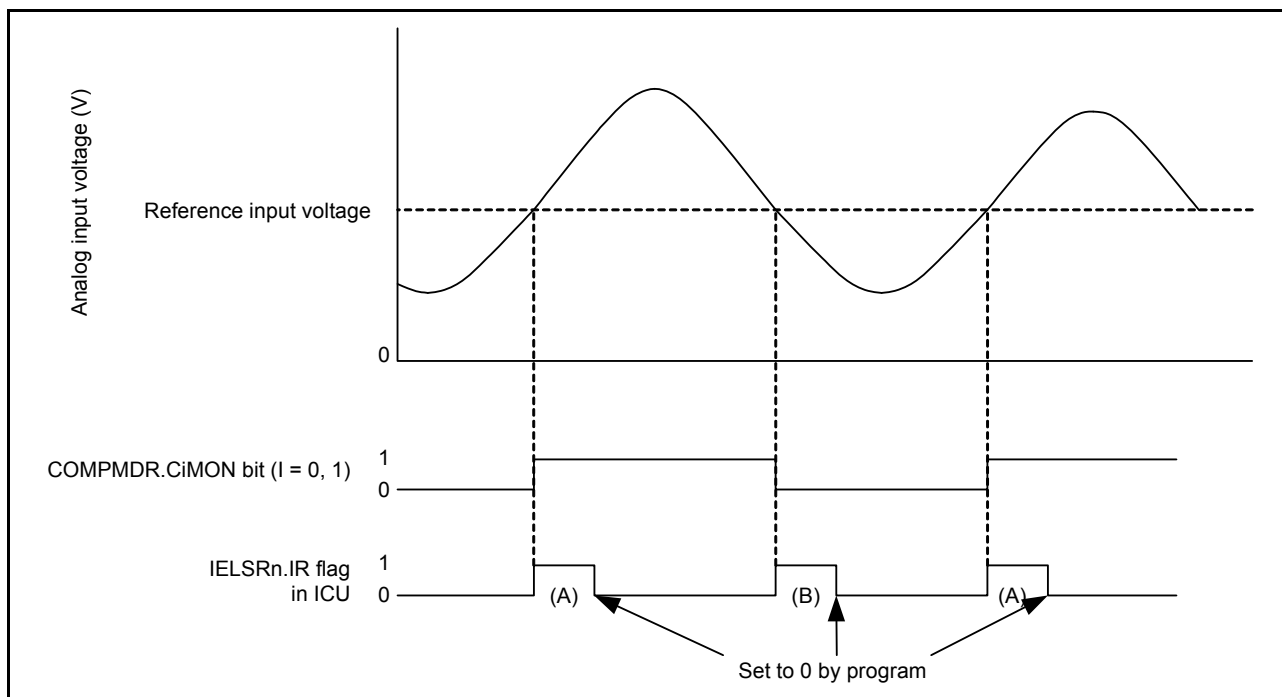 Analog input voltage (V)
Reference input voltage
0
COMPMDR.CiMON bit (I = 0, 1)
1
0
IELSRn.IR flag
in ICU
1
0
(A)
(B)
(A)
Set to 0 by program